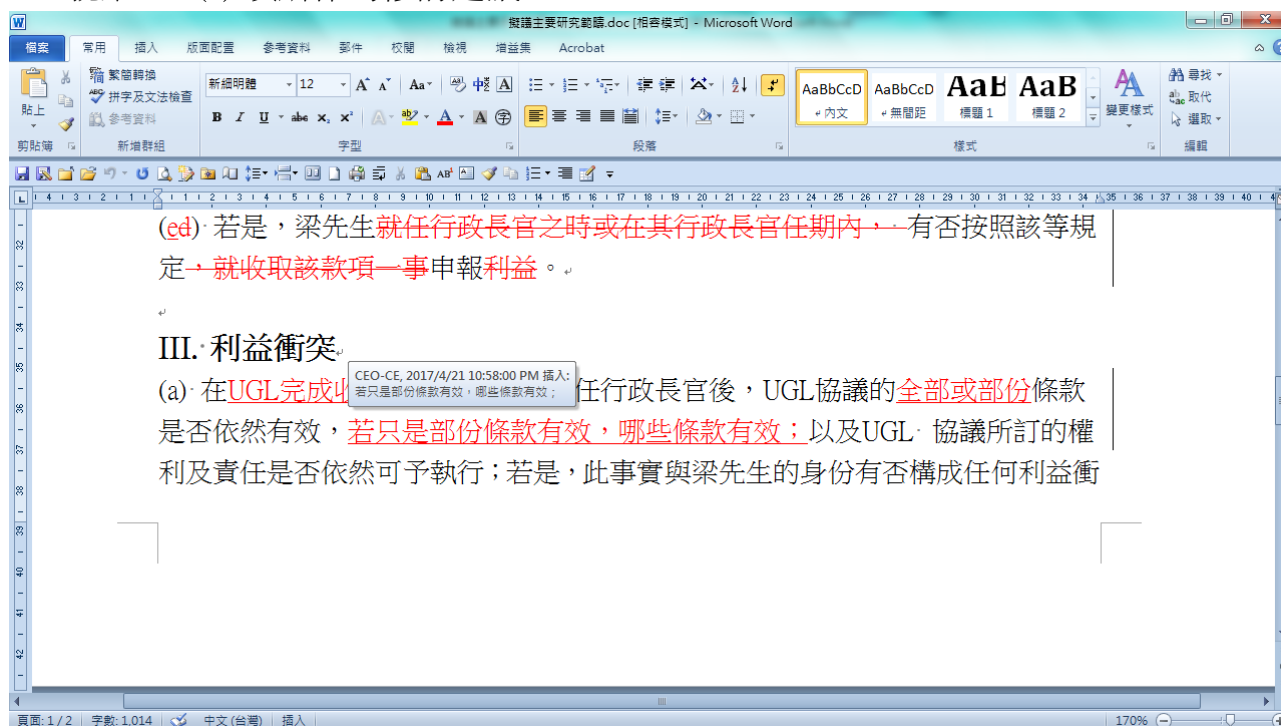 擬議主要研究範疇.doc [相容模式] - Microsoft Word
檔案 常用 插入 版面配置 參考資料 郵件 校閱 檢視 增益集 Acrobat
貼上
繁簡轉換
拼字及文法檢查
參考資料
新細明體 12
AaBbCcD AaBbCcD AaB AaB
內文 無間距 標題 1 標題 2
變更樣式
尋找
取代
選取
剪貼簿 新增群組 字型 段落 樣式 編輯
(ed) 若是，梁先生就任行政長官之時或在其行政長官任期內， 有否按照該等規
定，就收取該款項一事申報利益。
III. 利益衝突
CEO-CE, 2017/4/21 10:58:00 PM 插入:
若只是部份條款有效，哪些條款有效；
(a) 在UGL完成收 任行政長官後，UGL協議的全部或部份條款
是否依然有效，若只是部份條款有效，哪些條款有效；以及UGL 協議所訂的權
利及責任是否依然可予執行；若是，此事實與梁先生的身份有否構成任何利益衝
頁面: 1 / 2 字數: 1,014 中文 (台灣) 插入 170%